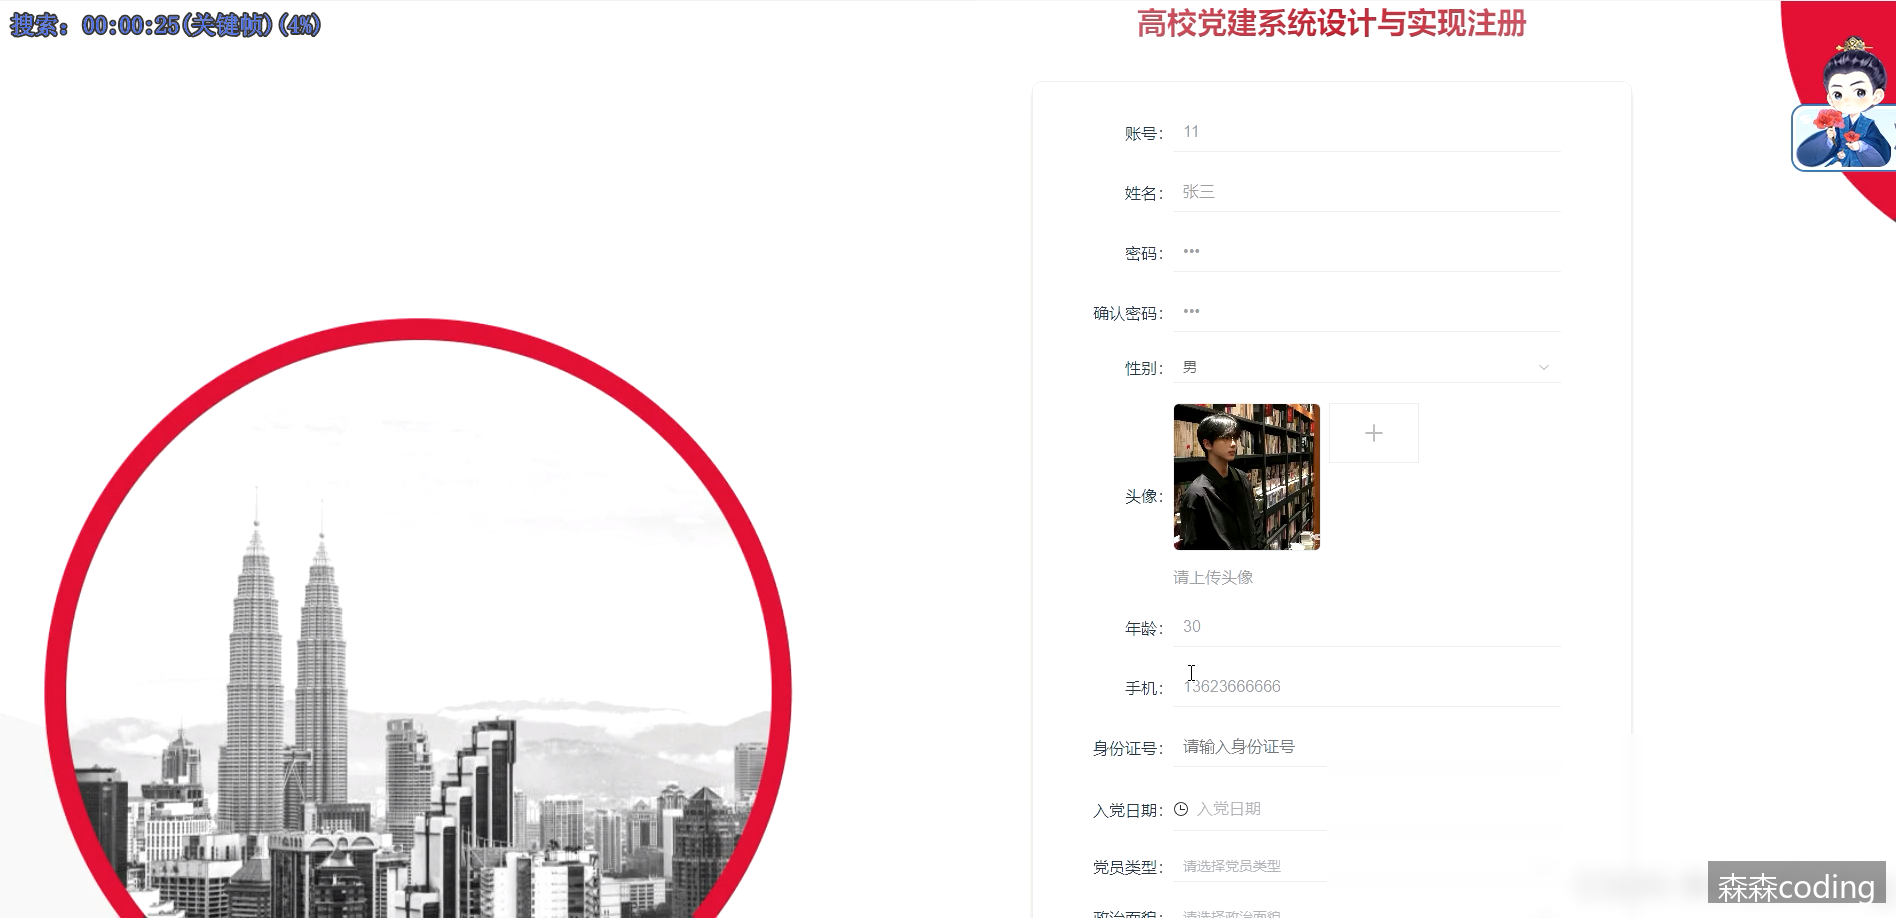 搜索: 00:00:25(关键帧)(4%)
高校党建系统设计与实现注册
账号： 11
姓名： 张三
密码： •••
确认密码： •••
性别： 男
头像：
请上传头像
年龄： 30
手机： 13623666666
身份证号： 请输入身份证号
入党日期： 入党日期
党员类型： 请选择党员类型
政治面貌： 请选择政治面貌
森森coding